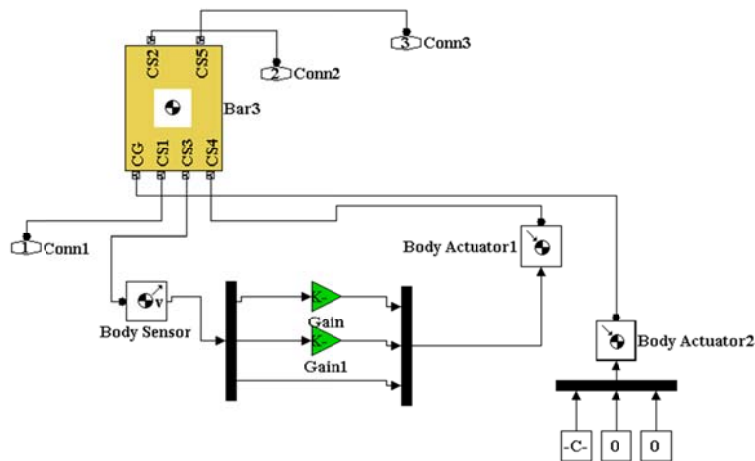 CS2
CS5
2
Conn2
3
Conn3
Bar3
CG
CS1
CS3
CS4
1
Conn1
Body Actuator1
v
Body Sensor
K-
Gain
K-
Gain1
Body Actuator2
-C-
0
0